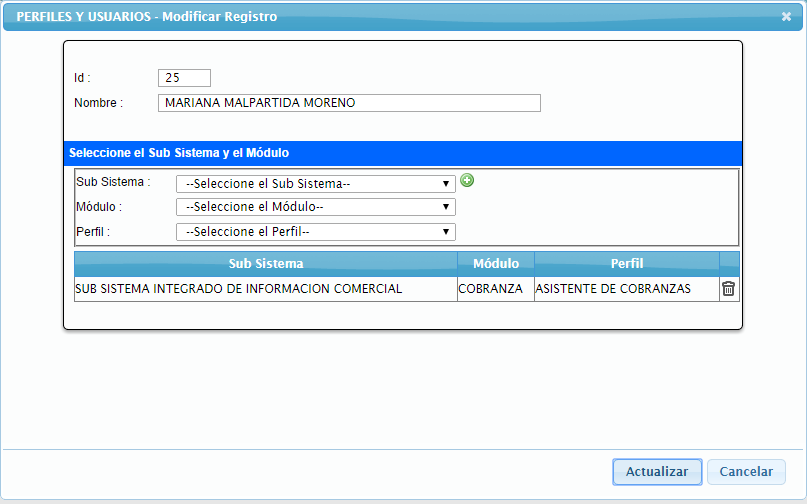 PERFILES Y USUARIOS - Modificar Registro
Id : 25
Nombre : MARIANA MALPARTIDA MORENO
Seleccione el Sub Sistema y el Módulo
Sub Sistema : --Seleccione el Sub Sistema--
Módulo : --Seleccione el Módulo--
Perfil : --Seleccione el Perfil--
Sub Sistema Módulo Perfil
SUB SISTEMA INTEGRADO DE INFORMACION COMERCIAL COBRANZA ASISTENTE DE COBRANZAS
Actualizar Cancelar